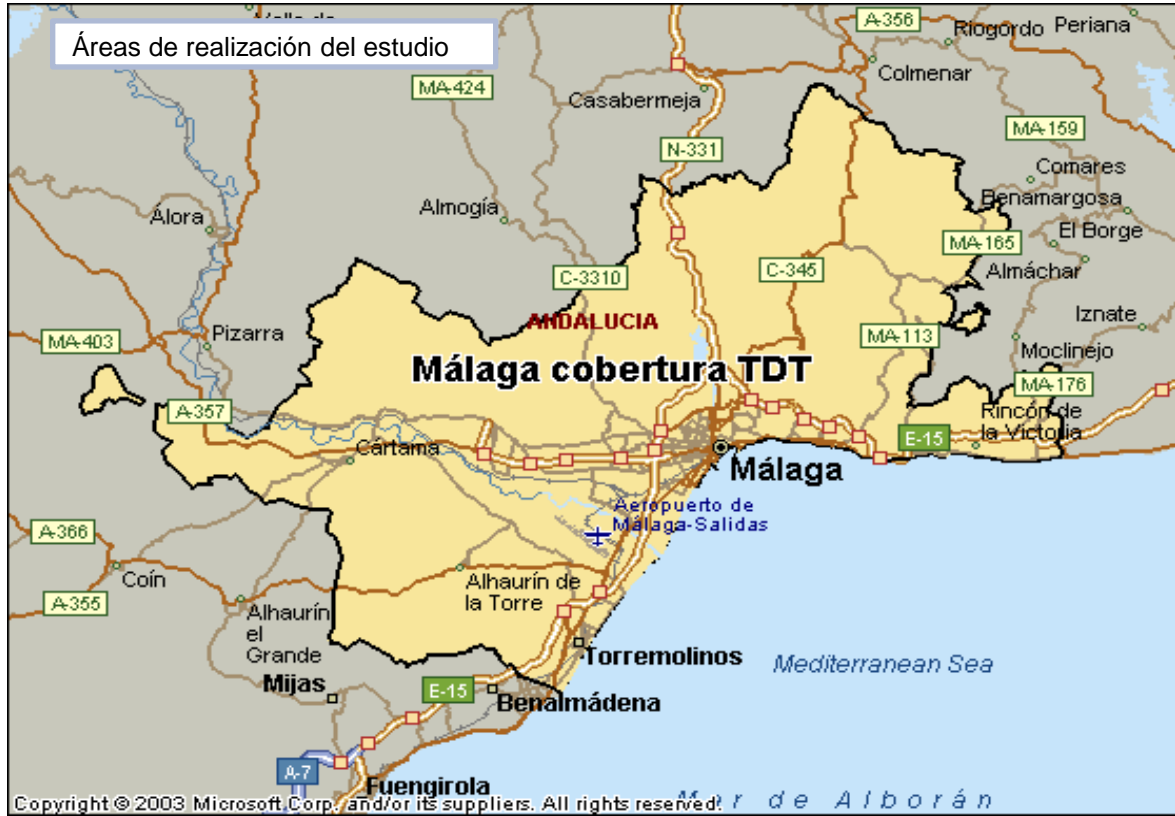 Áreas de realización del estudio
A-356
Riogordo
Periana
Colmenar
MA-424
Casabermeja
MA-159
N-331
Comares
Benamargosa
Almogía
Álora
El Borge
MA-165
Almáchar
C-3310
C-345
Iznate
ANDALUCIA
Pizarra
MA-403
MA-113
Moclinejo
Málaga cobertura TDT
MA-176
A-357
Rincón de
la Victoria
E-15
Cártama
Málaga
Aeropuerto de
Málaga-Salidas
A-366
Coín
Alhaurín de
la Torre
A-355
Alhaurín
el
Grande
Torremolinos
Mediterranean Sea
Mijas
E-15
Benalmádena
A-7
Fuengirola
Mar de Alborán
Copyright © 2003 Microsoft Corp. and/or its suppliers. All rights reserved.